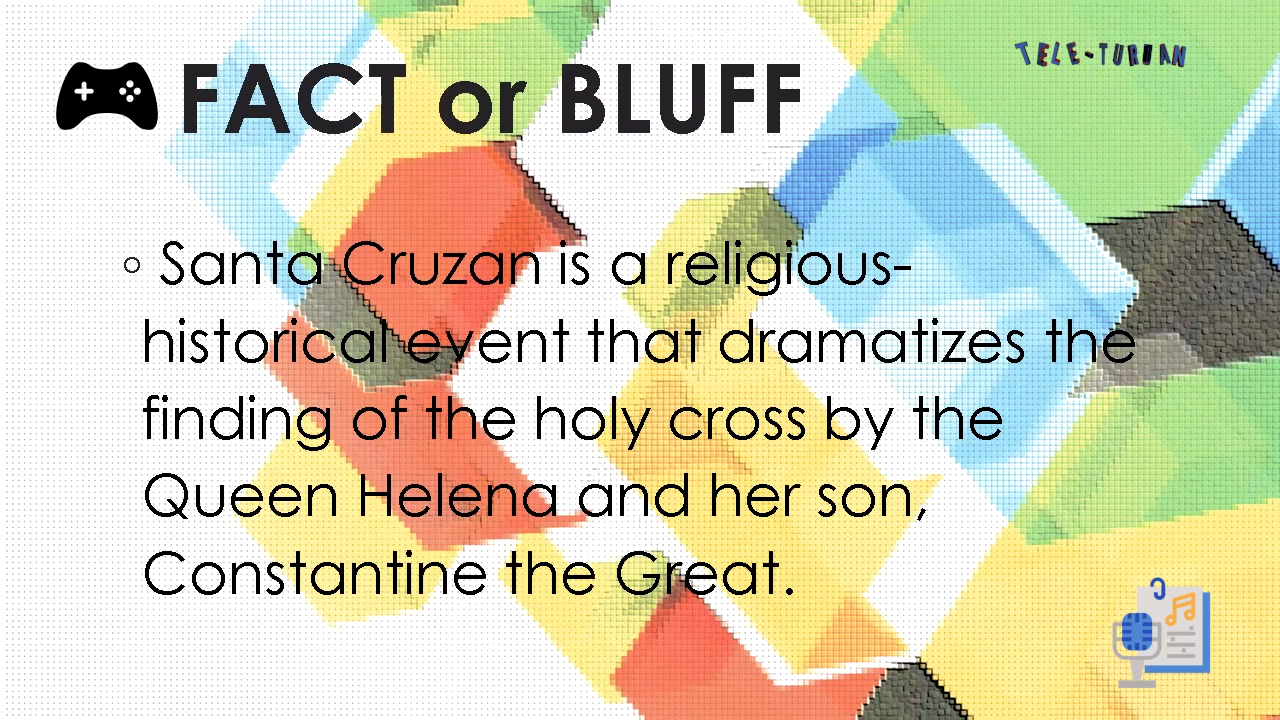 FACT or BLUFF
TELE-TURUAN
◦ Santa Cruzan is a religious-
historical event that dramatizes the
finding of the holy cross by the
Queen Helena and her son,
Constantine the Great.